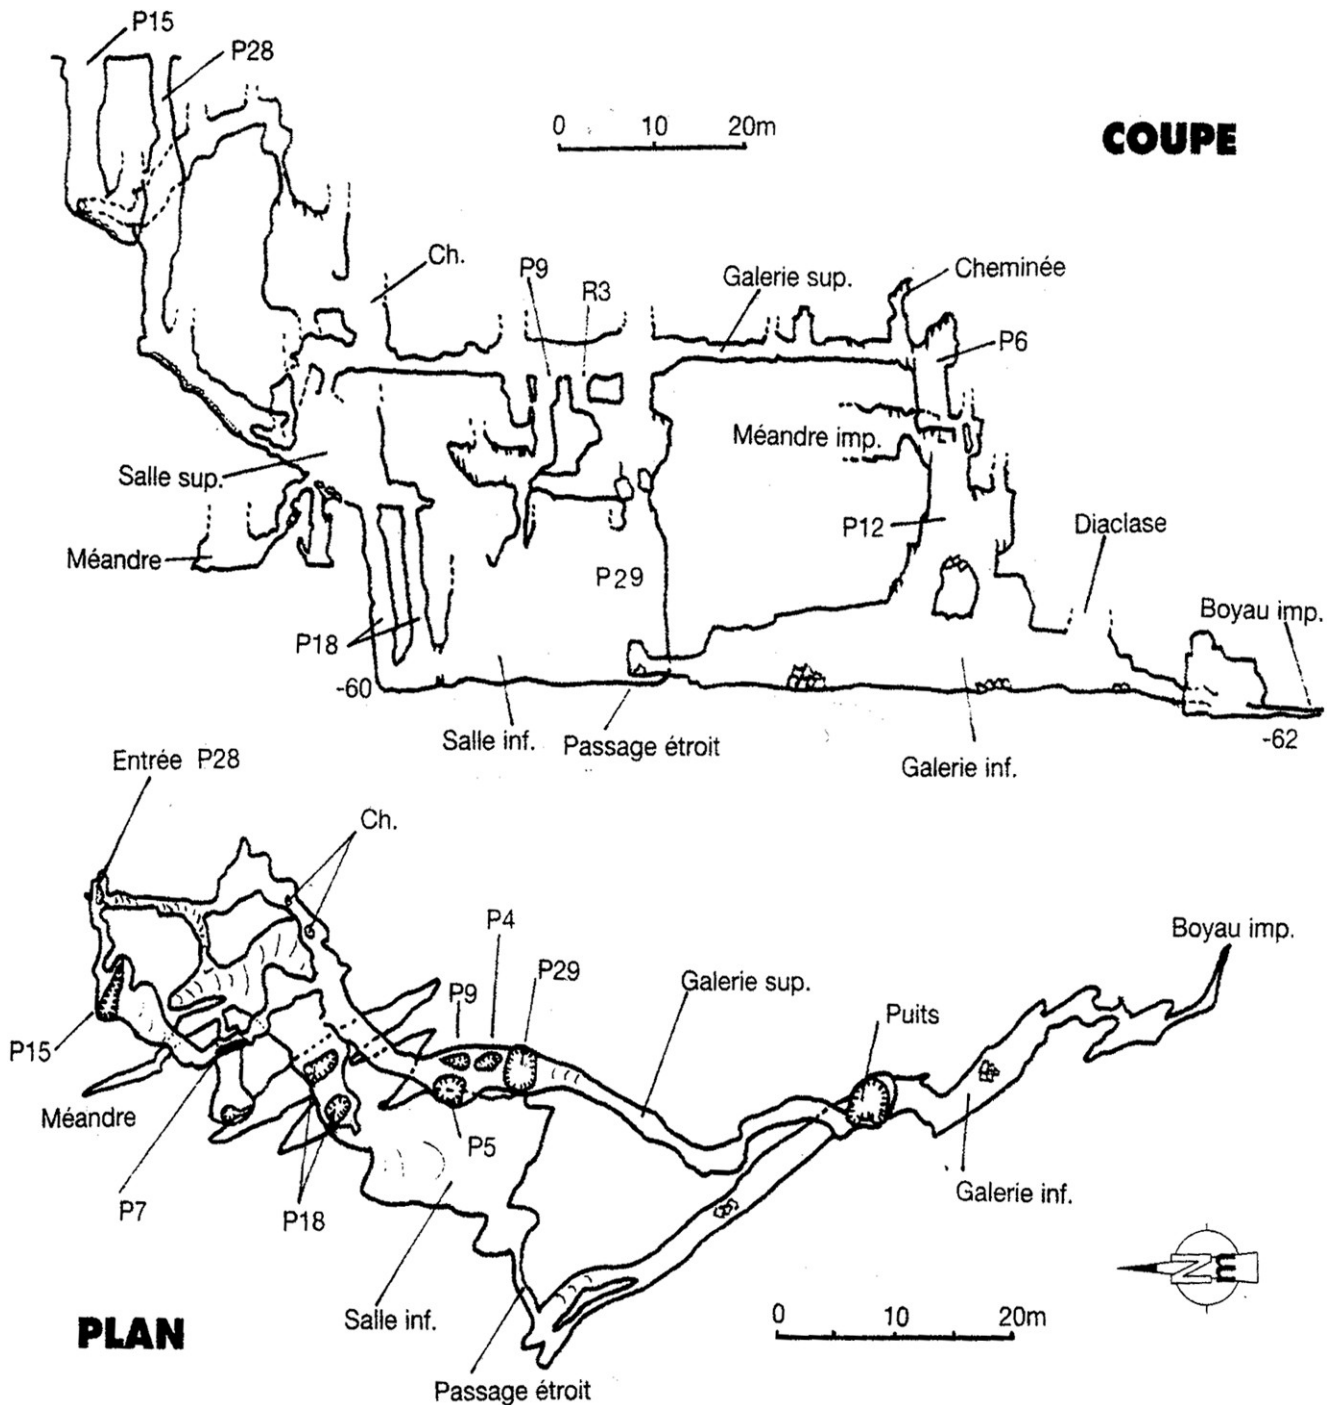 P15
P28
0 10 20m
COUPE
Ch.
P9
R3
Galerie sup.
Cheminée
P6
Méandre imp.
Salle sup.
Méandre
P12
Diaclase
P29
Boyau imp.
P18
-60
Salle inf.
Passage étroit
Galerie inf.
-62
Entrée P28
Ch.
P4
P9
P29
Galerie sup.
Boyau imp.
Puits
P15
Méandre
P5
P7
P18
Galerie inf.
Salle inf.
N
PLAN
0 10 20m
Passage étroit